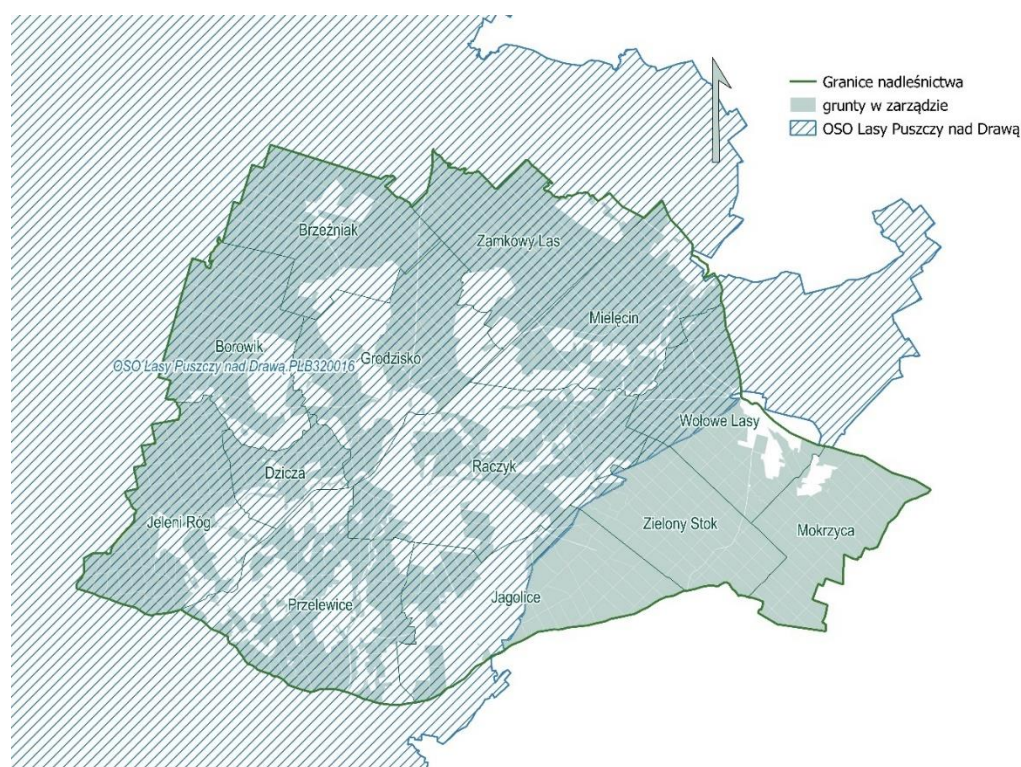 Granice nadleśnictwa
grunty w zarządzie
OSO Lasy Puszczy nad Drawą
Brzeźniak
Zamkowy Las
Mielęcin
Borowik
Grodzisko
OSO Lasy Puszczy nad Drawą PLB320016
Wołowe Lasy
Dzicza
Raczyk
Jeleni Róg
Zielony Stok
Mokrzyca
Przelewice
Jagolice